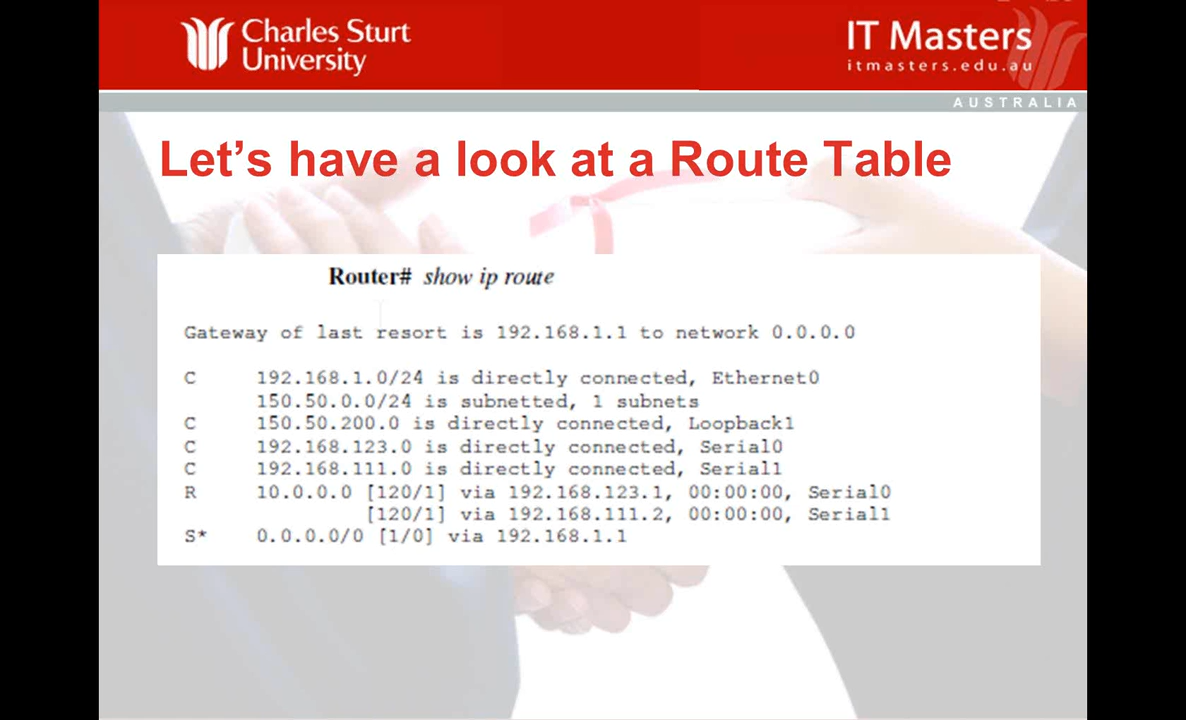 Charles Sturt
University
IT Masters
itmasters.edu.au
AUSTRALIA
Let's have a look at a Route Table
Router# show ip route
Gateway of last resort is 192.168.1.1 to network 0.0.0.0
C 192.168.1.0/24 is directly connected, Ethernet0
150.50.0.0/24 is subnetted, 1 subnets
C 150.50.200.0 is directly connected, Loopback1
C 192.168.123.0 is directly connected, Serial0
C 192.168.111.0 is directly connected, Serial1
R 10.0.0.0 [120/1] via 192.168.123.1, 00:00:00, Serial0
[120/1] via 192.168.111.2, 00:00:00, Serial1
S* 0.0.0.0/0 [1/0] via 192.168.1.1